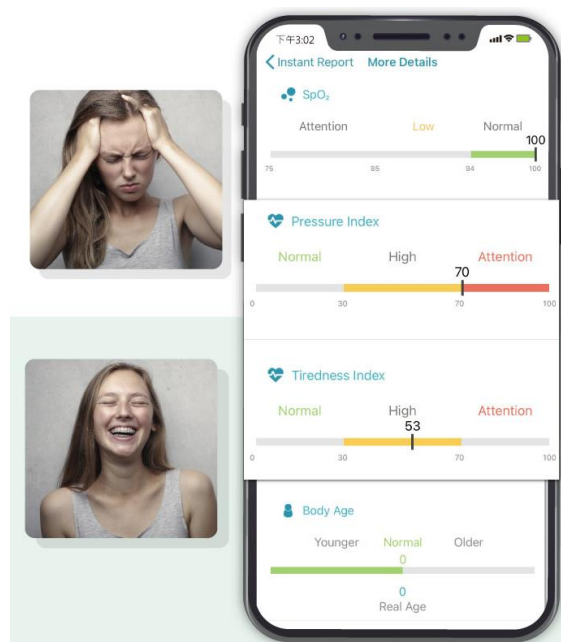 下午3:02
Instant Report More Details
SpO₂
Attention Low Normal
100
75 85 94 100
Pressure Index
Normal High Attention
70
0 30 70 100
Tiredness Index
Normal High Attention
53
0 30 70 100
Body Age
Younger Normal Older
0
0
Real Age